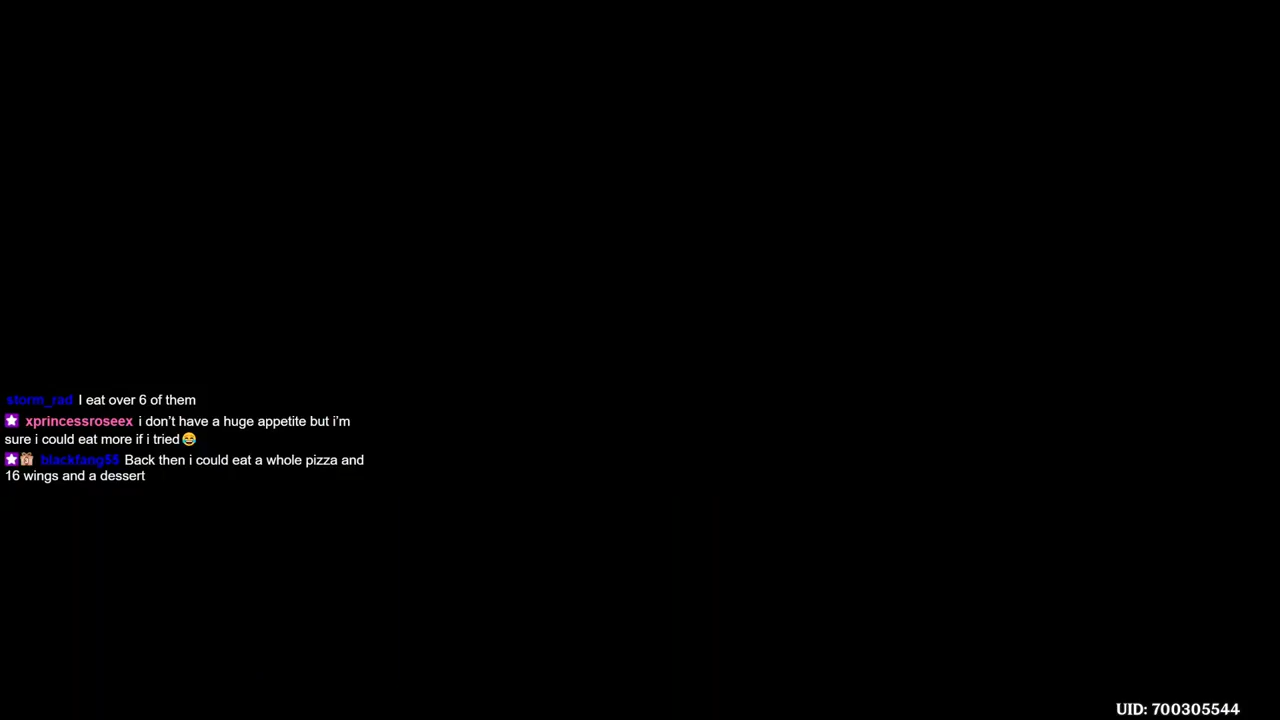 storm_rad I eat over 6 of them
xprincessroseex i don't have a huge appetite but i'm
sure i could eat more if i tried😂
blackfang55 Back then i could eat a whole pizza and
16 wings and a dessert
UID: 700305544